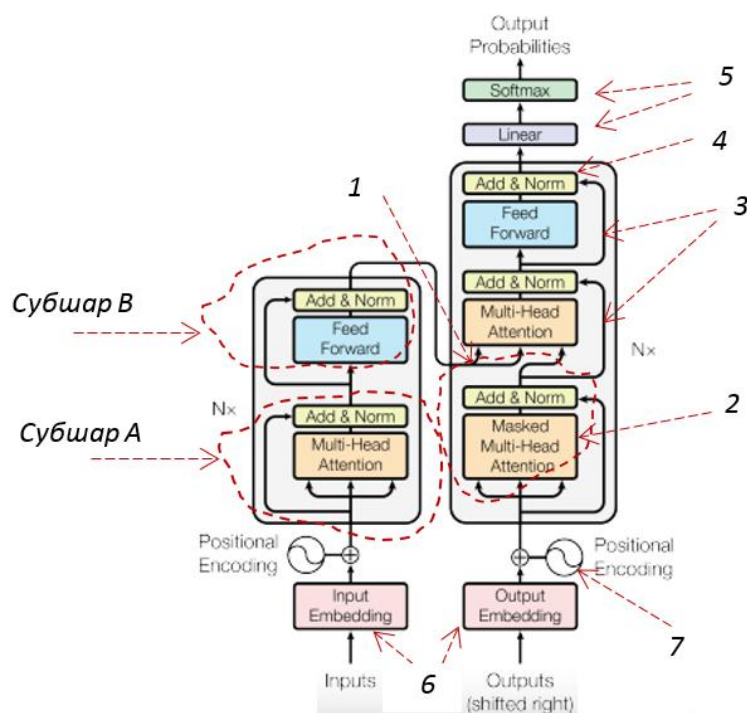 Output
Probabilities
Softmax
5
Linear
4
1
Add & Norm
Feed
Forward
3
Add & Norm
Multi-Head
Attention
Nx
Субшар В
Add & Norm
Feed
Forward
Nx
Субшар А
Add & Norm
Multi-Head
Attention
Add & Norm
Masked
Multi-Head
Attention
2
Positional
Encoding
Positional
Encoding
Input
Embedding
Output
Embedding
6
7
Inputs
Outputs
(shifted right)